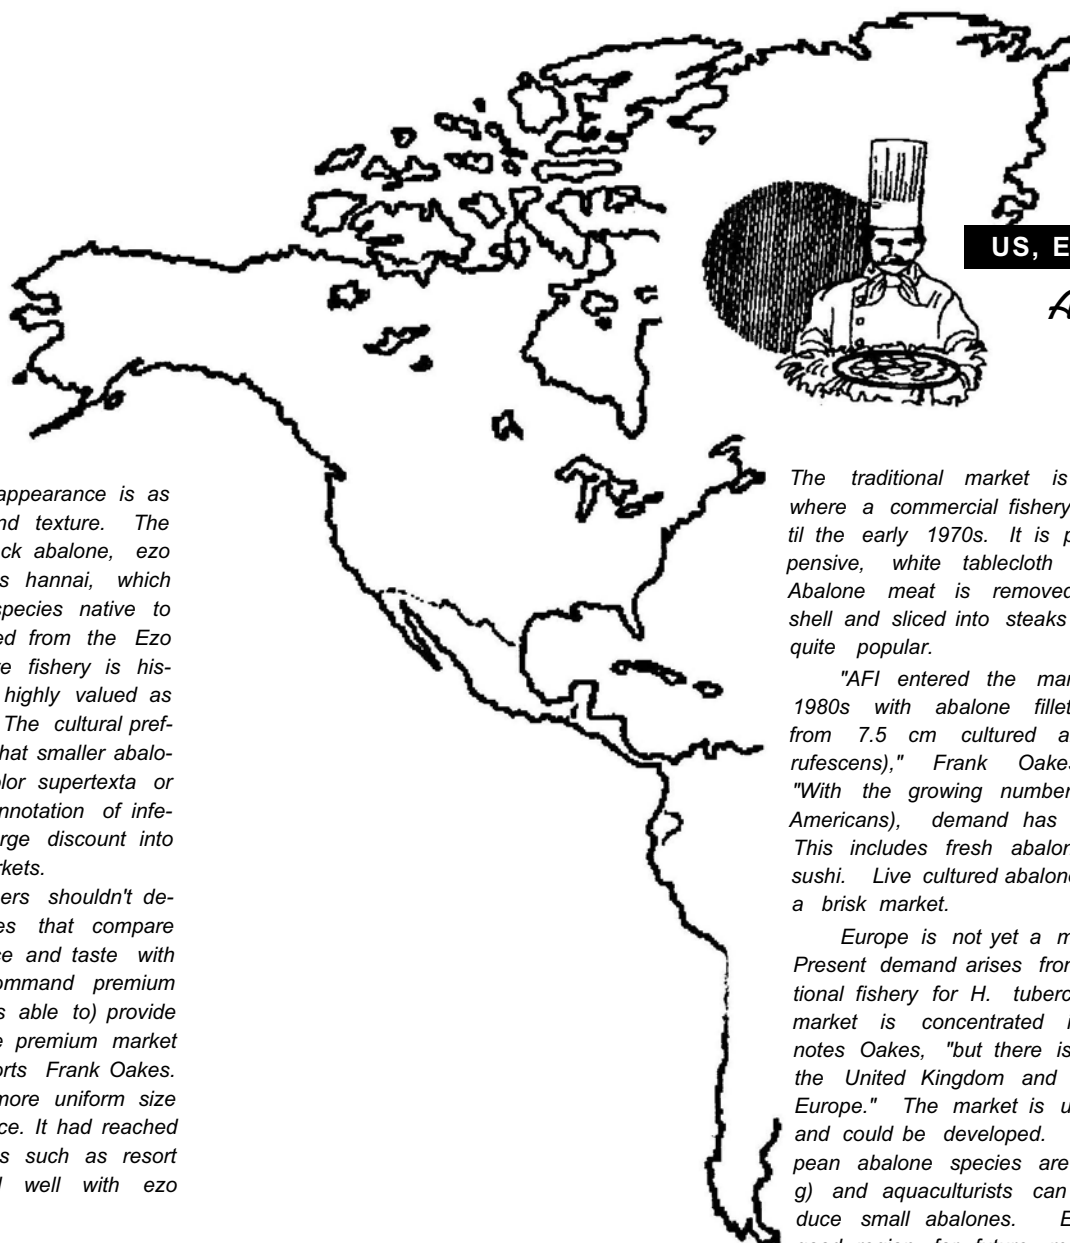 US, E
A
appearance is as
nd texture. The
ck abalone, ezo
s hannai, which
species native to
ed from the Ezo
e fishery is his-
highly valued as
The cultural pref-
hat smaller abalo-
lor supertexta or
nnotation of infe-
rge discount into
rkets.
ers shouldn't de-
es that compare
ce and taste with
ommand premium
s able to) provide
e premium market
orts Frank Oakes.
more uniform size
ce. It had reached
s such as resort
d well with ezo
The traditional market is
where a commercial fishery
til the early 1970s. It is p
pensive, white tablecloth
Abalone meat is removed
shell and sliced into steaks
quite popular.
"AFI entered the mar
1980s with abalone fillet
from 7.5 cm cultured a
rufescens)," Frank Oakes
"With the growing number
Americans), demand has
This includes fresh abalon
sushi. Live cultured abalone
a brisk market.
Europe is not yet a m
Present demand arises fron
tional fishery for H. tuberc
market is concentrated i
notes Oakes, "but there is
the United Kingdom and
Europe." The market is u
and could be developed.
pean abalone species are
g) and aquaculturists can
duce small abalones. E
good region for future m